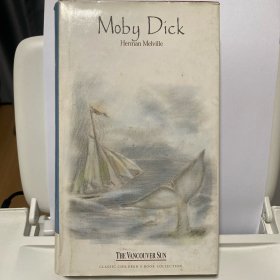 Moby Dick
Herman Melville
THE VANCOUVER SUN
CLASSIC CHILDREN'S BOOK COLLECTION